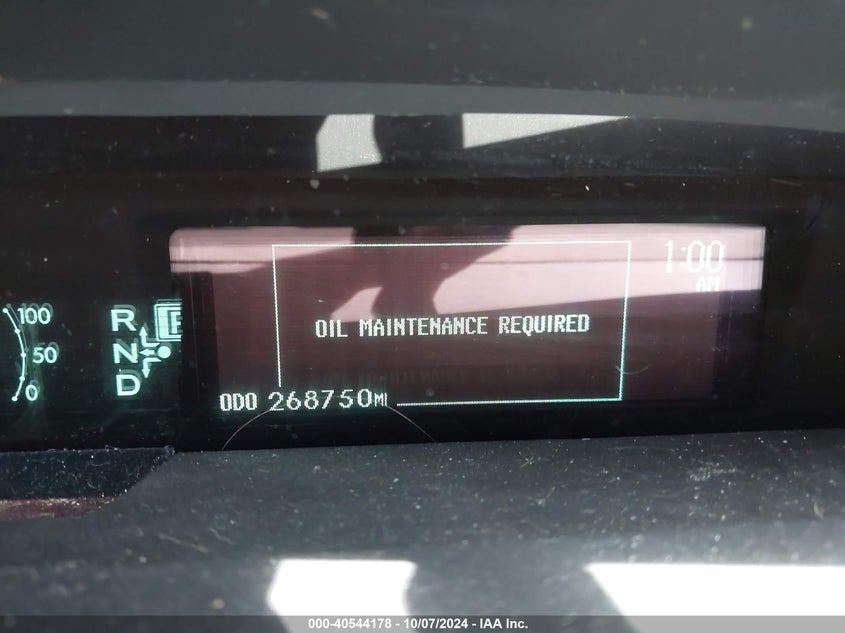 1:00
AM
100
50
0
R
N
D
P
OIL MAINTENANCE REQUIRED
ODO 268750MI
000-40544178 - 10/07/2024 - IAA Inc.